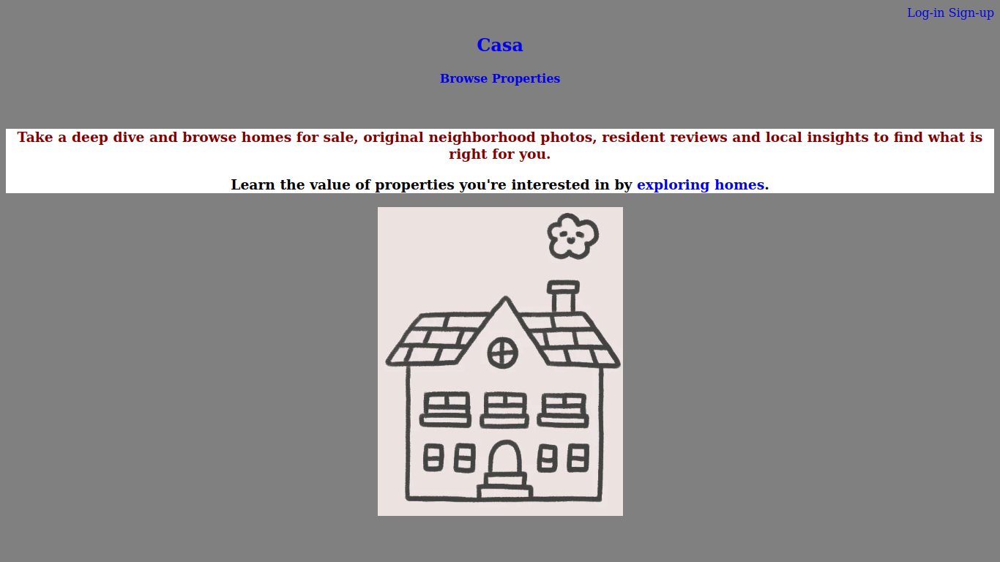 Log-in Sign-up
Casa
Browse Properties
Take a deep dive and browse homes for sale, original neighborhood photos, resident reviews and local insights to find what is
right for you.
Learn the value of properties you're interested in by exploring homes.